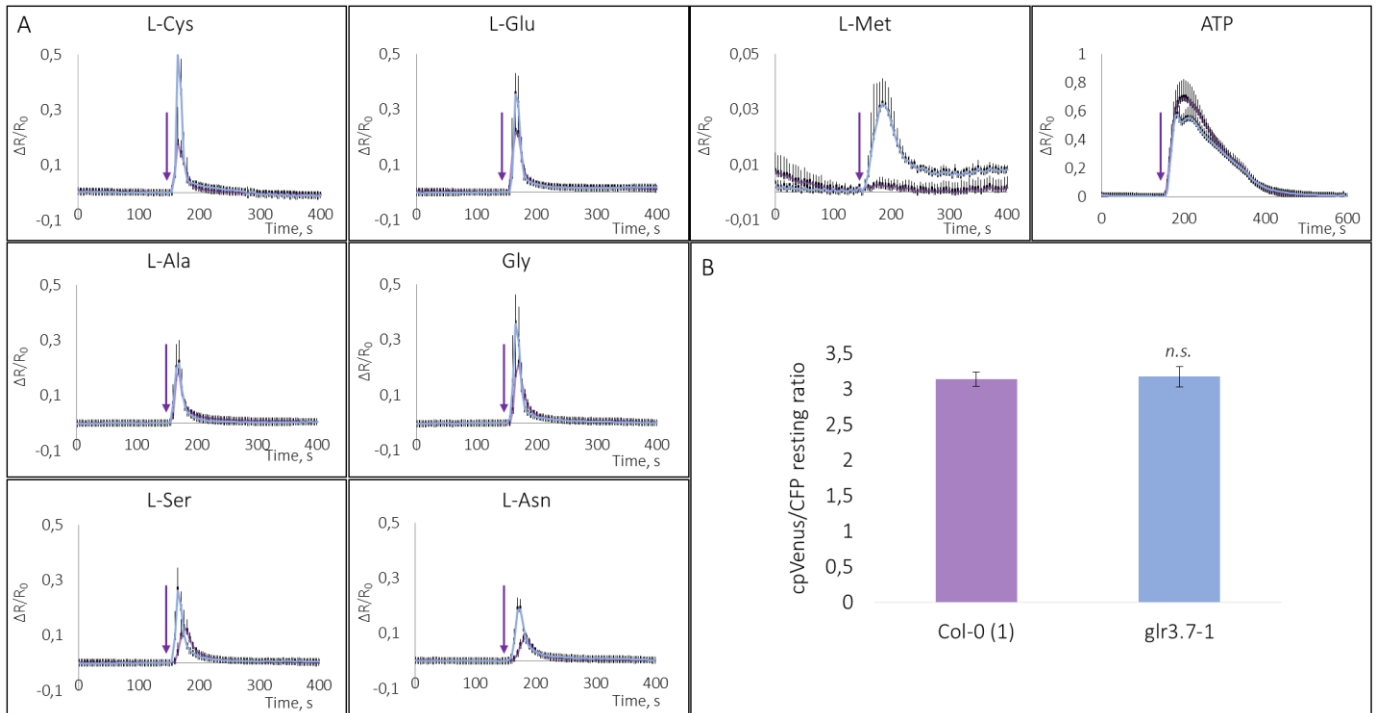 A
L-Cys
0,5
0,3
0,1
-0,1
ΔR/R₀
0 100 200 300 400
Time, s
L-Glu
0,5
0,3
0,1
-0,1
ΔR/R₀
0 100 200 300 400
Time, s
L-Met
0,05
0,03
0,01
-0,01
ΔR/R₀
0 100 200 300 400
Time, s
ATP
1
0,8
0,6
0,4
0,2
0
ΔR/R₀
0 200 400 600
Time, s
L-Ala
0,5
0,3
0,1
-0,1
ΔR/R₀
0 100 200 300 400
Time, s
Gly
0,5
0,3
0,1
-0,1
ΔR/R₀
0 100 200 300 400
Time, s
L-Ser
0,5
0,3
0,1
-0,1
ΔR/R₀
0 100 200 300 400
Time, s
L-Asn
0,5
0,3
0,1
-0,1
ΔR/R₀
0 100 200 300 400
Time, s
B
cpVenus/CFP resting ratio
3,5
3
2,5
2
1,5
1
0,5
0
n.s.
Col-0 (1) glr3.7-1